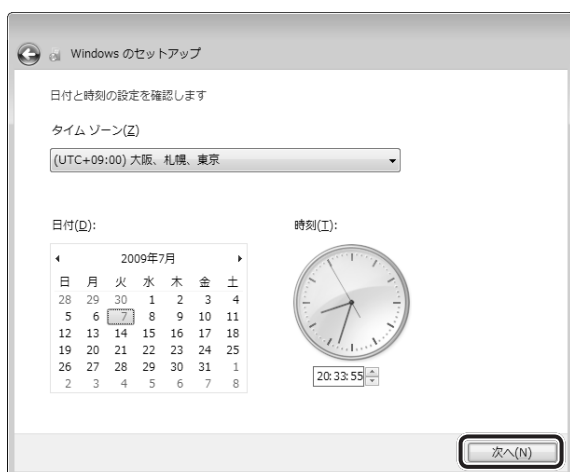 Windows のセットアップ
日付と時刻の設定を確認します
タイム ゾーン(Z)
(UTC+09:00) 大阪、札幌、東京
日付(D):
2009年7月
日 月 火 水 木 金 土
28 29 30 1 2 3 4
5 6 7 8 9 10 11
12 13 14 15 16 17 18
19 20 21 22 23 24 25
26 27 28 29 30 31 1
2 3 4 5 6 7 8
時刻(T):
20:33:55
次へ(N)